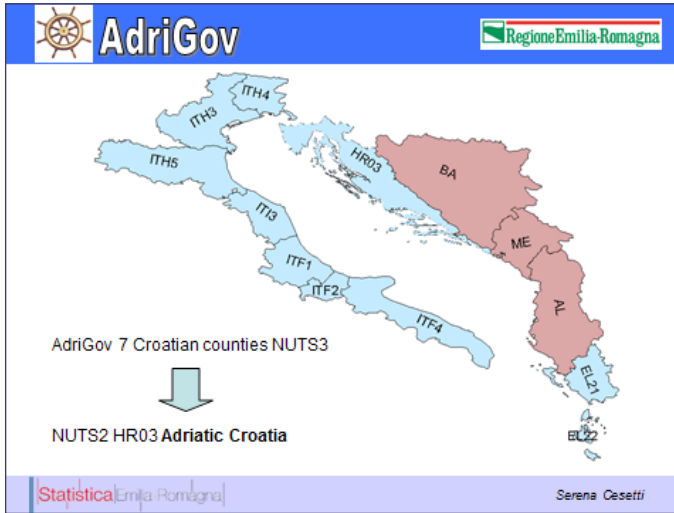 AdriGov
RegioneEmilia-Romagna
ITH4
ITH3
ITH5
HR03
BA
ITI3
ME
ITF1
ITF2
AL
ITF4
AdriGov 7 Croatian counties NUTS3
EL21
NUTS2 HR03 Adriatic Croatia
EL22
Statistica Emilia-Romagna
Serena Cesetti